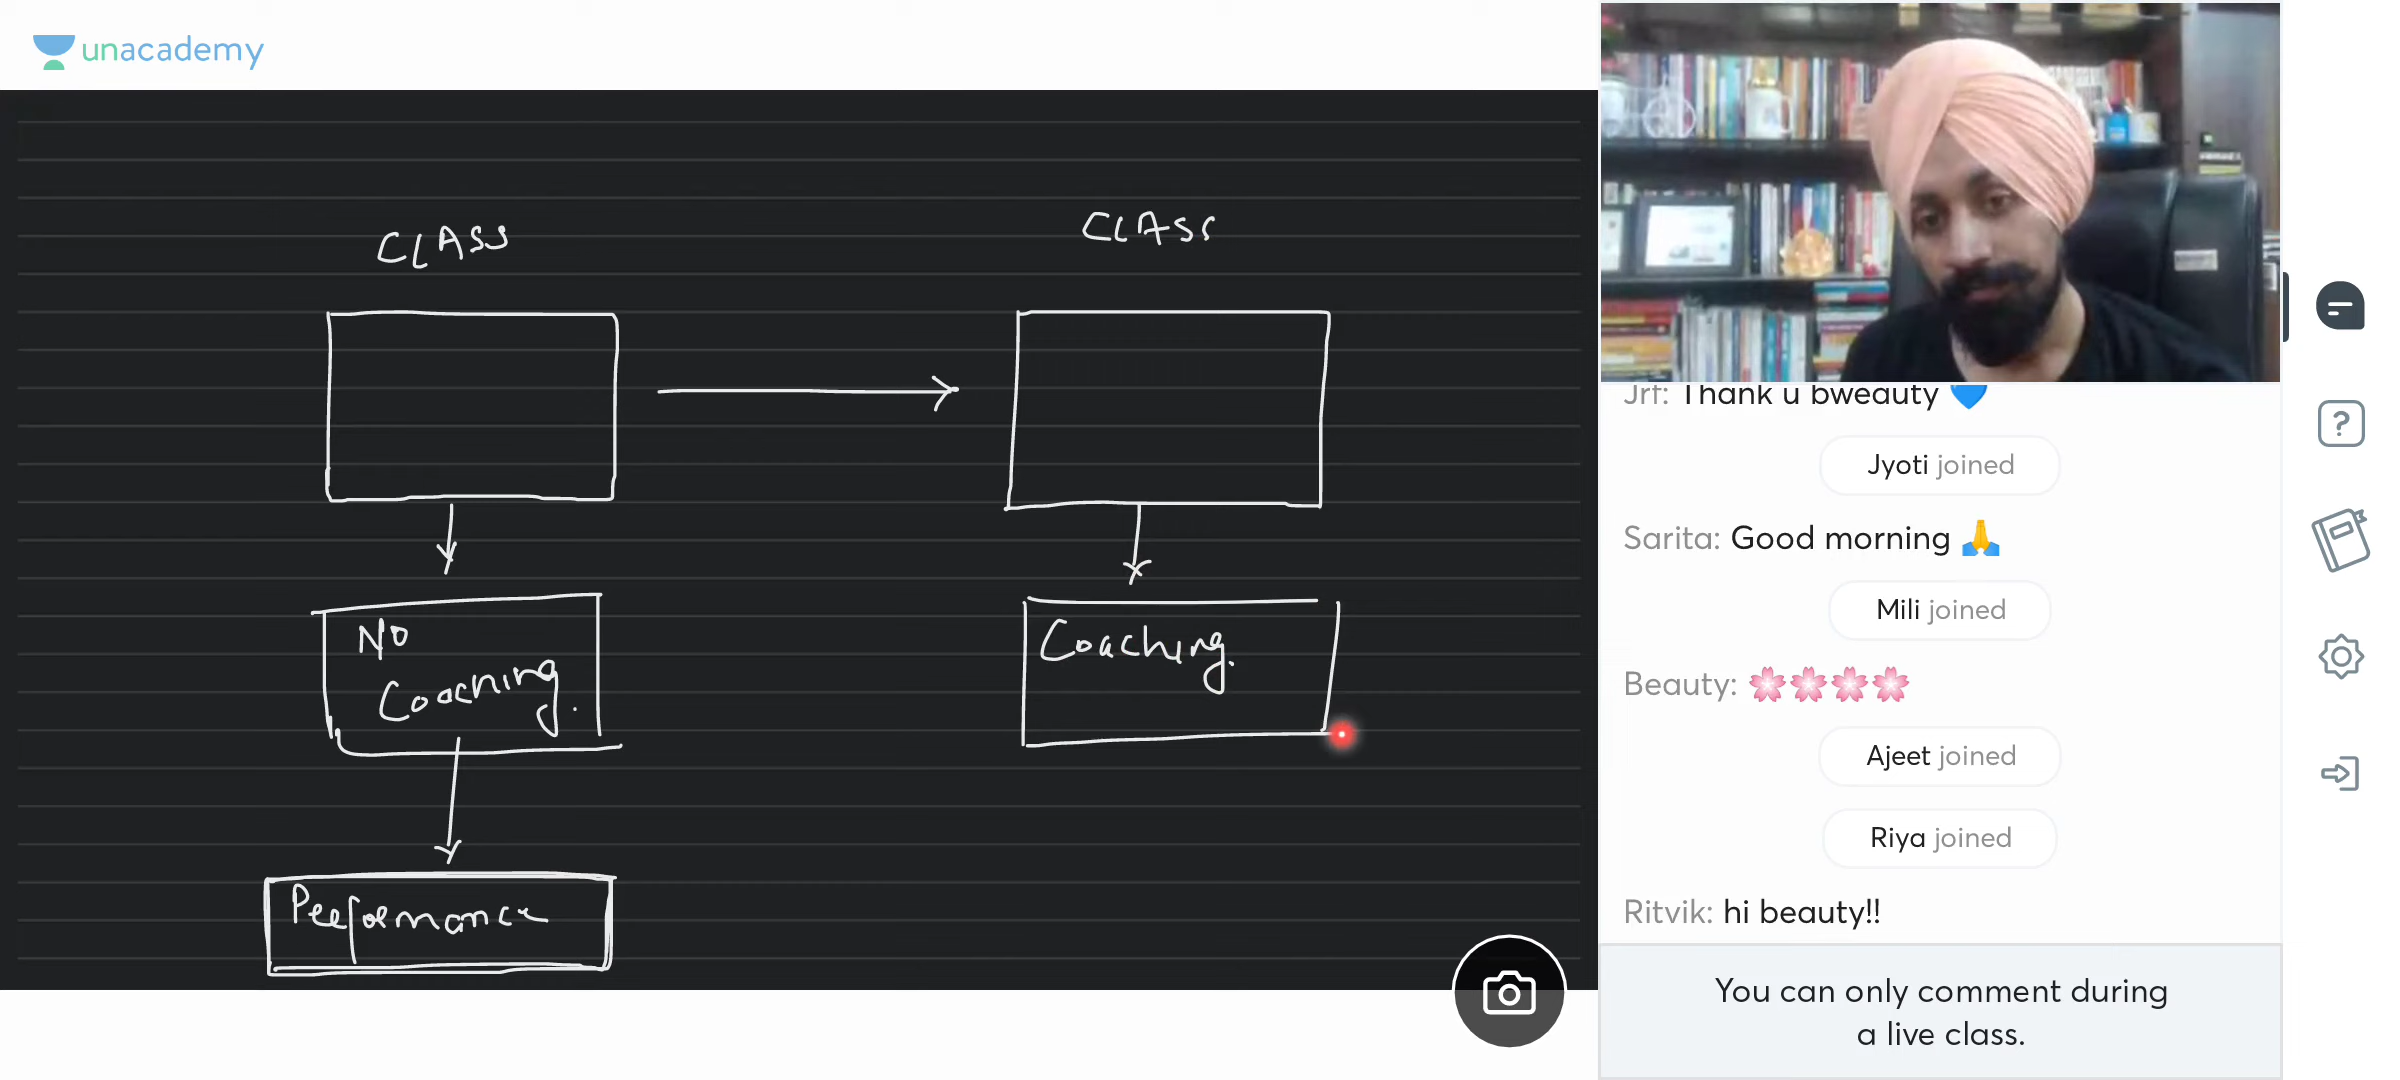 unacademy
CLASS
CLASS
No
Coaching.
Coaching.
Performance
Jrf: Thank u bweauty 💙
Jyoti joined
Sarita: Good morning 🙏
Mili joined
Beauty: 🌸🌸🌸🌸
Ajeet joined
Riya joined
Ritvik: hi beauty!!
You can only comment during
a live class.